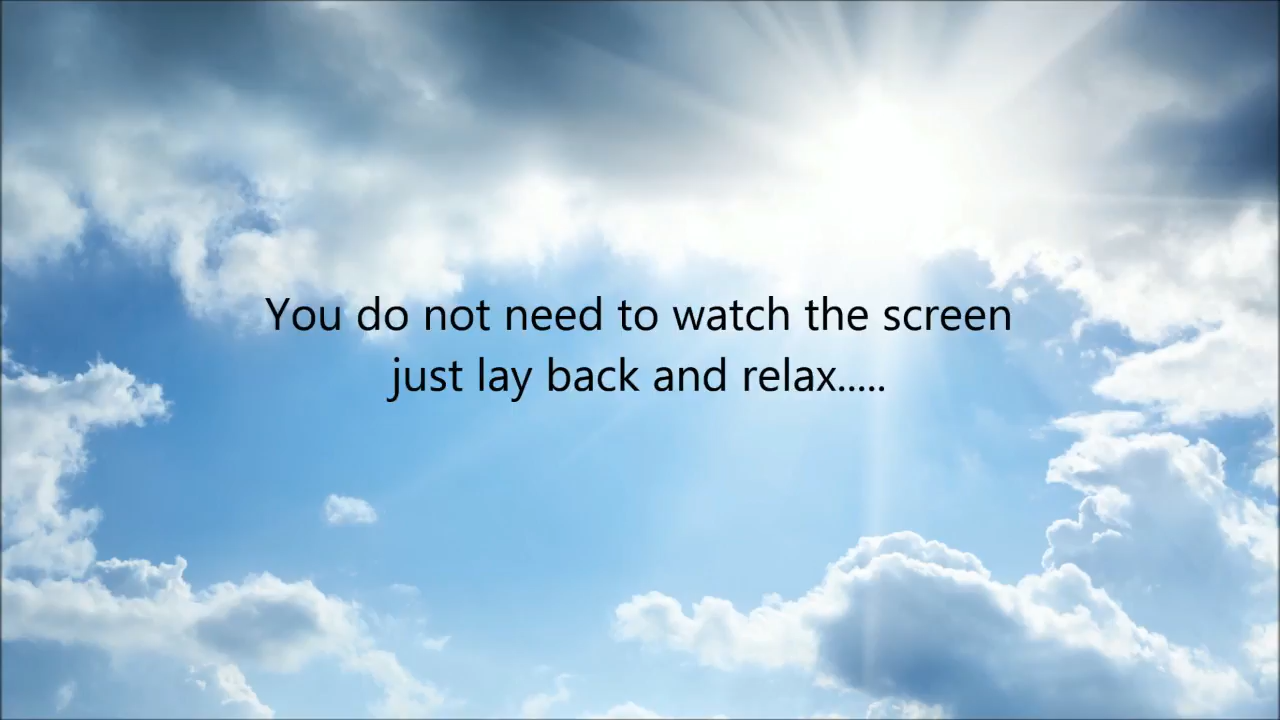 You do not need to watch the screen
just lay back and relax.....